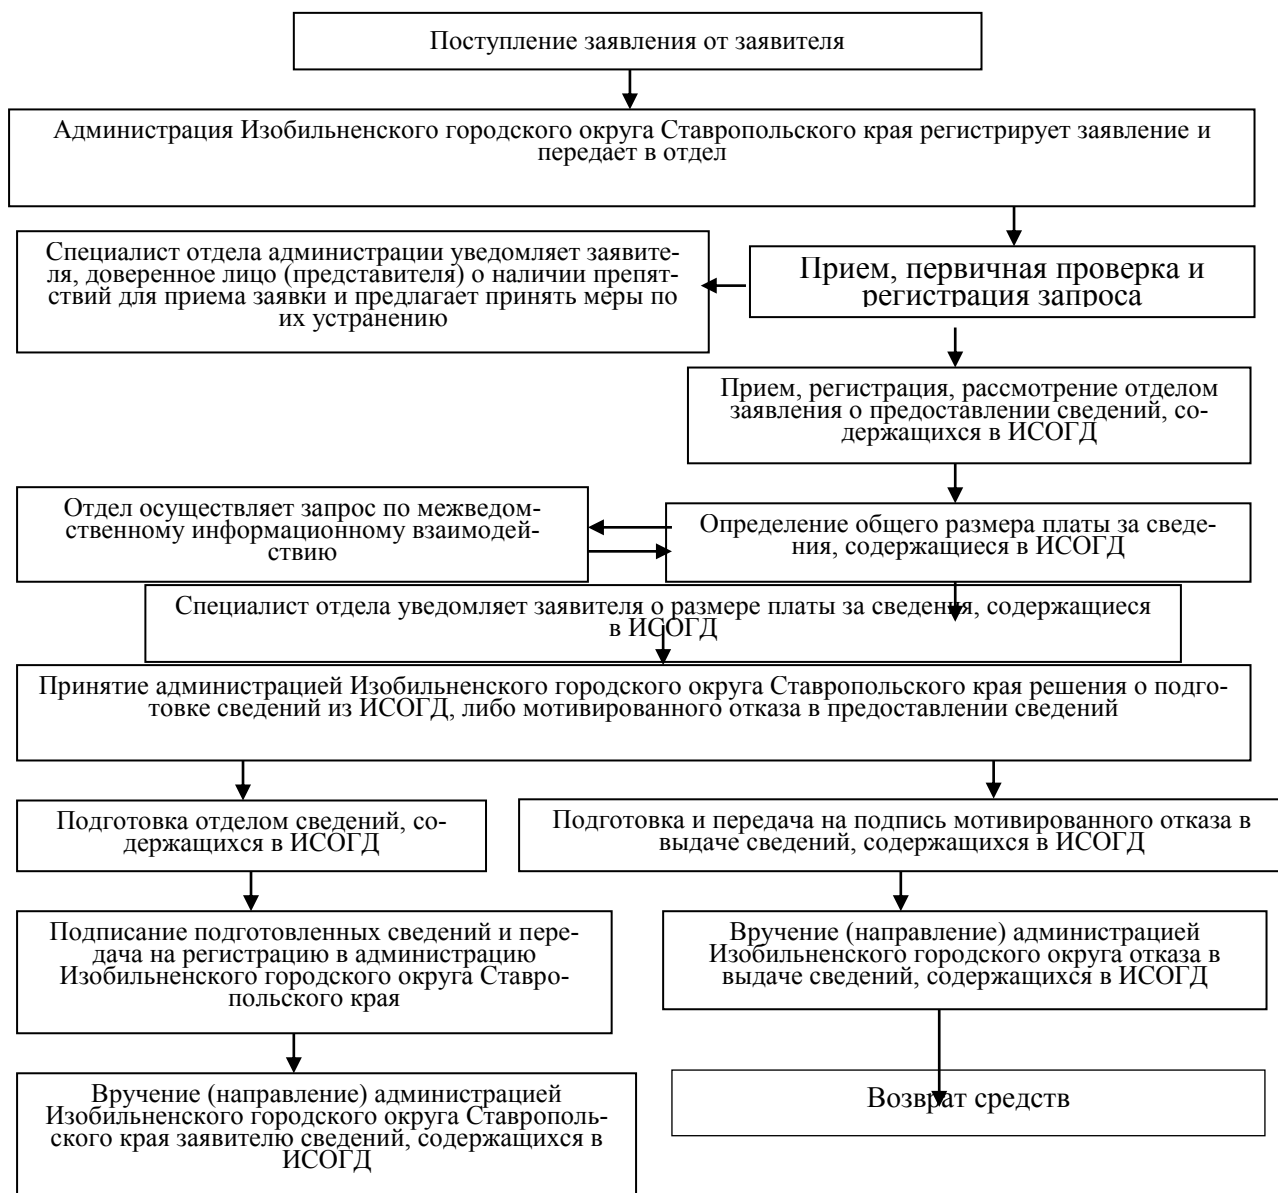 Поступление заявления от заявителя
Администрация Изобильненского городского округа Ставропольского края регистрирует заявление и
передает в отдел
Специалист отдела администрации уведомляет заявите-
ля, доверенное лицо (представителя) о наличии препят-
ствий для приема заявки и предлагает принять меры по
их устранению
Прием, первичная проверка и
регистрация запроса
Прием, регистрация, рассмотрение отделом
заявления о предоставлении сведений, со-
держащихся в ИСОГД
Отдел осуществляет запрос по межведом-
ственному информационному взаимодей-
ствию
Определение общего размера платы за сведе-
ния, содержащиеся в ИСОГД
Специалист отдела уведомляет заявителя о размере платы за сведения, содержащиеся
в ИСОГД
Принятие администрацией Изобильненского городского округа Ставропольского края решения о подго-
товке сведений из ИСОГД, либо мотивированного отказа в предоставлении сведений
Подготовка отделом сведений, со-
держащихся в ИСОГД
Подготовка и передача на подпись мотивированного отказа в
выдаче сведений, содержащихся в ИСОГД
Подписание подготовленных сведений и пере-
дача на регистрацию в администрацию
Изобильненского городского округа Ставро-
польского края
Вручение (направление) администрацией
Изобильненского городского округа отказа в
выдаче сведений, содержащихся в ИСОГД
Вручение (направление) администрацией
Изобильненского городского округа Ставрополь-
ского края заявителю сведений, содержащихся в
ИСОГД
Возврат средств